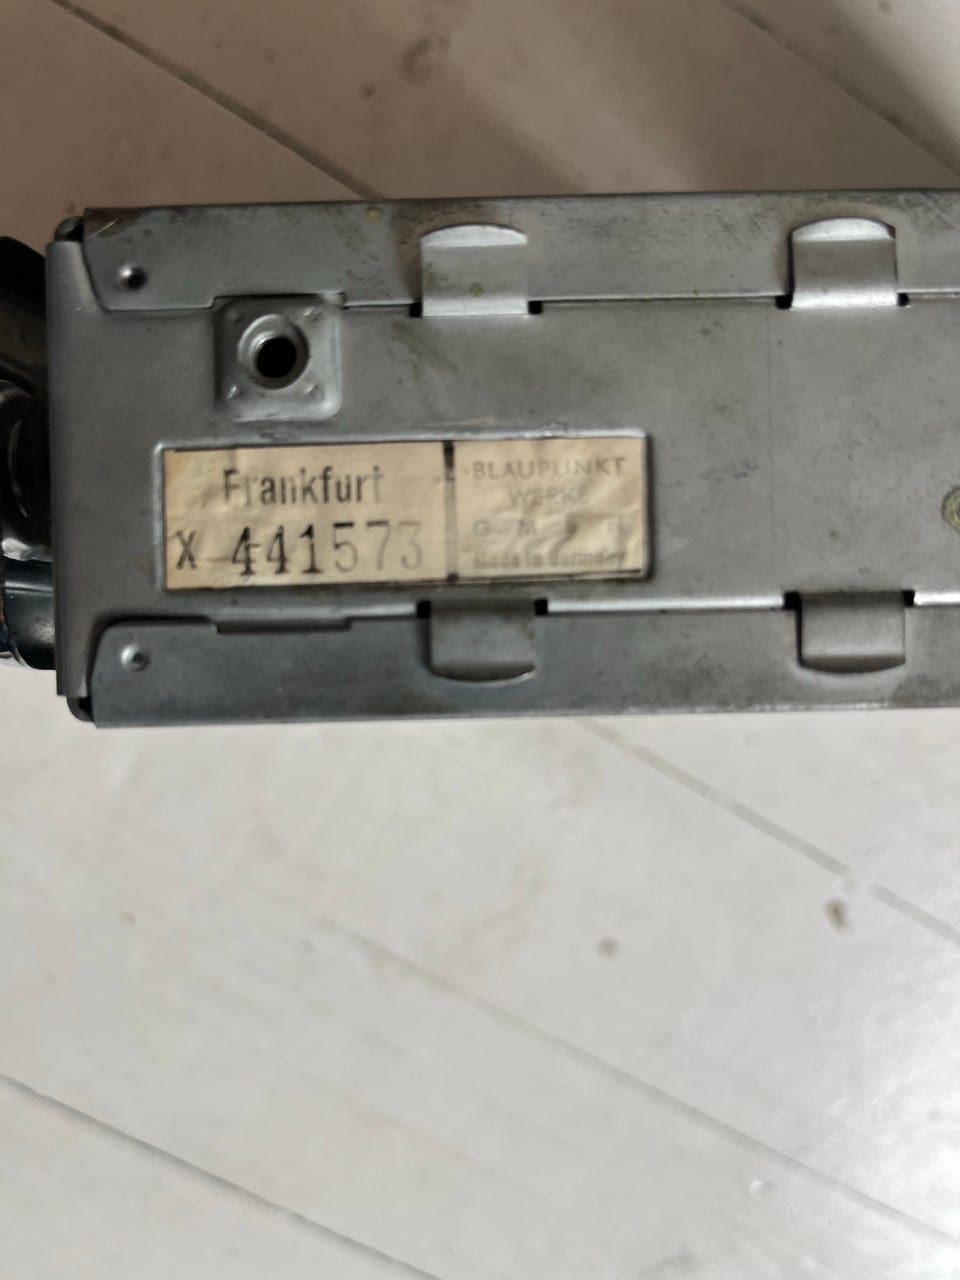 Frankfurt
X 441573
BLAUPUNKT
WERKE
G M B H
Made in Germany